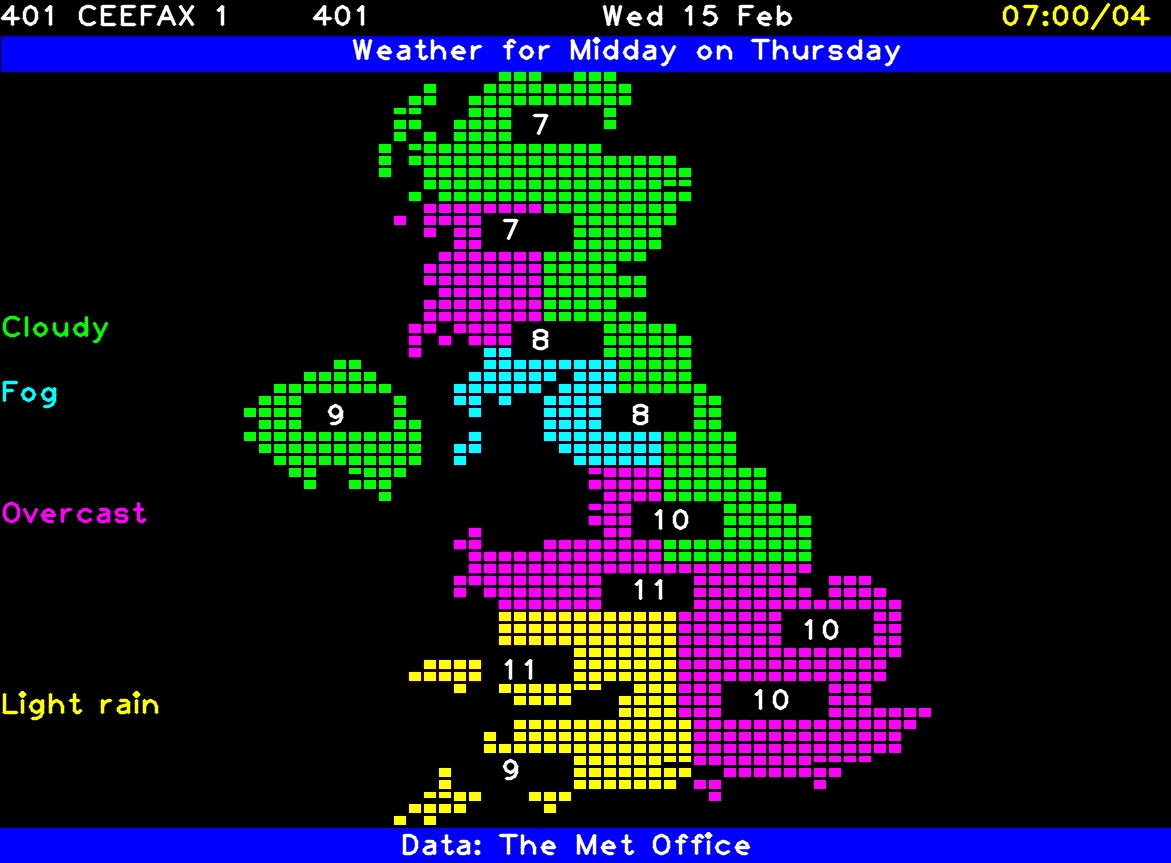 401 CEEFAX 1 401 Wed 15 Feb 07:00/04
Weather for Midday on Thursday
7
7
Cloudy
8
Fog
9
8
Overcast
10
11
10
11
Light rain
10
9
Data: The Met Office